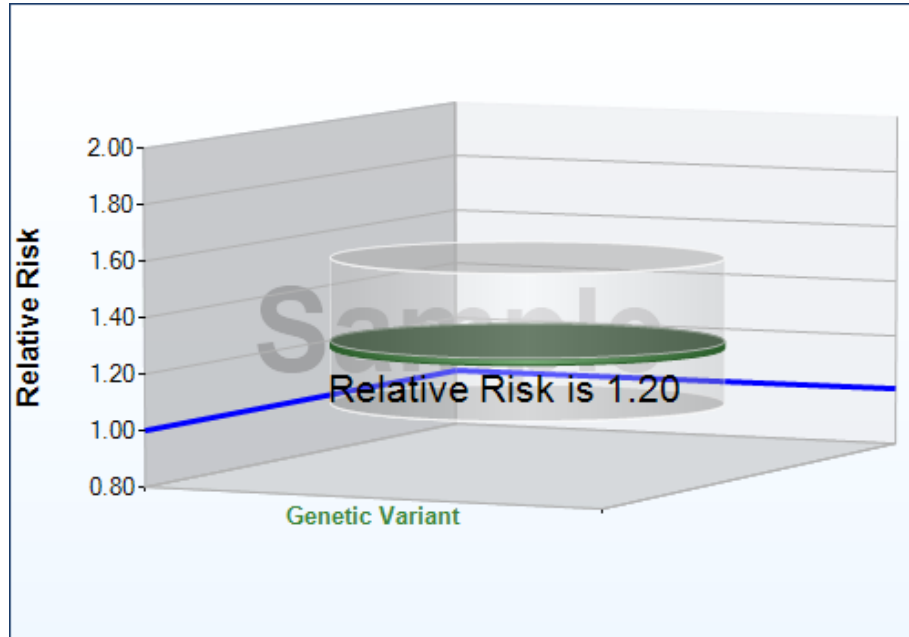 2.00
1.80
1.60
1.40
1.20
1.00
0.80
Relative Risk
Sample
Relative Risk is 1.20
Genetic Variant